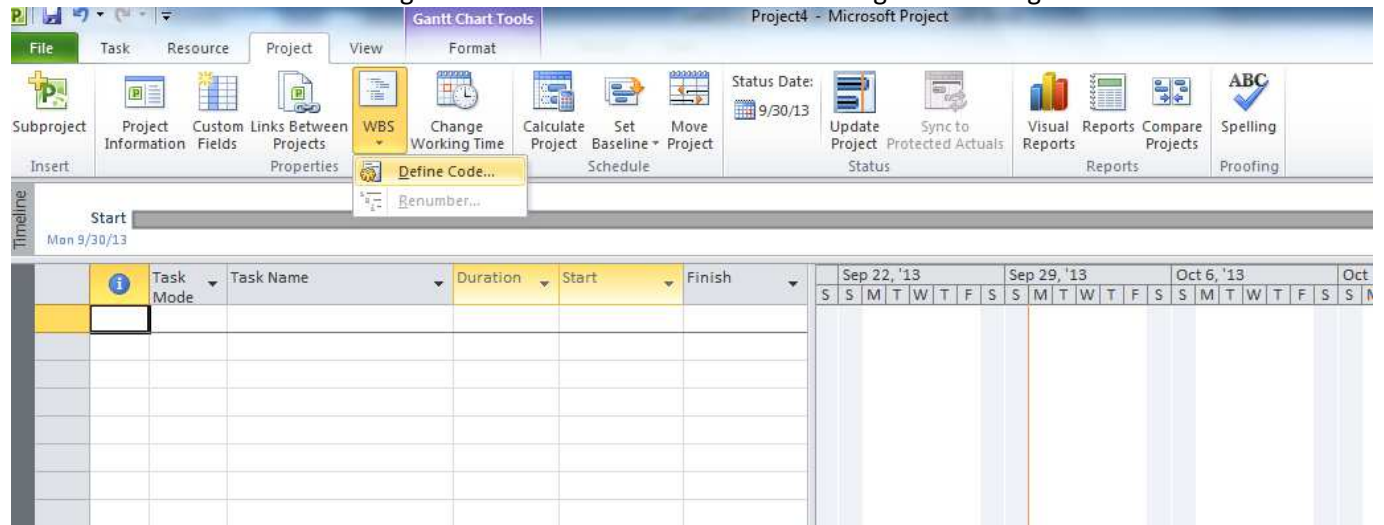 Gantt Chart Tools
Project4 - Microsoft Project
File Task Resource Project View Format
Subproject
Project Information
Custom Fields
Links Between Projects
WBS
Change Working Time
Calculate Project
Set Baseline
Move Project
Status Date:
9/30/13
Update Project
Sync to Protected Actuals
Visual Reports
Reports
Compare Projects
ABC
Spelling
Insert Properties Schedule Status Reports Proofing
Define Code...
Renumber...
Timeline
Start
Mon 9/30/13
Task Mode
Task Name
Duration
Start
Finish
Sep 22, '13 Sep 29, '13 Oct 6, '13 Oct
S S M T W T F S S M T W T F S S M T W T F S S